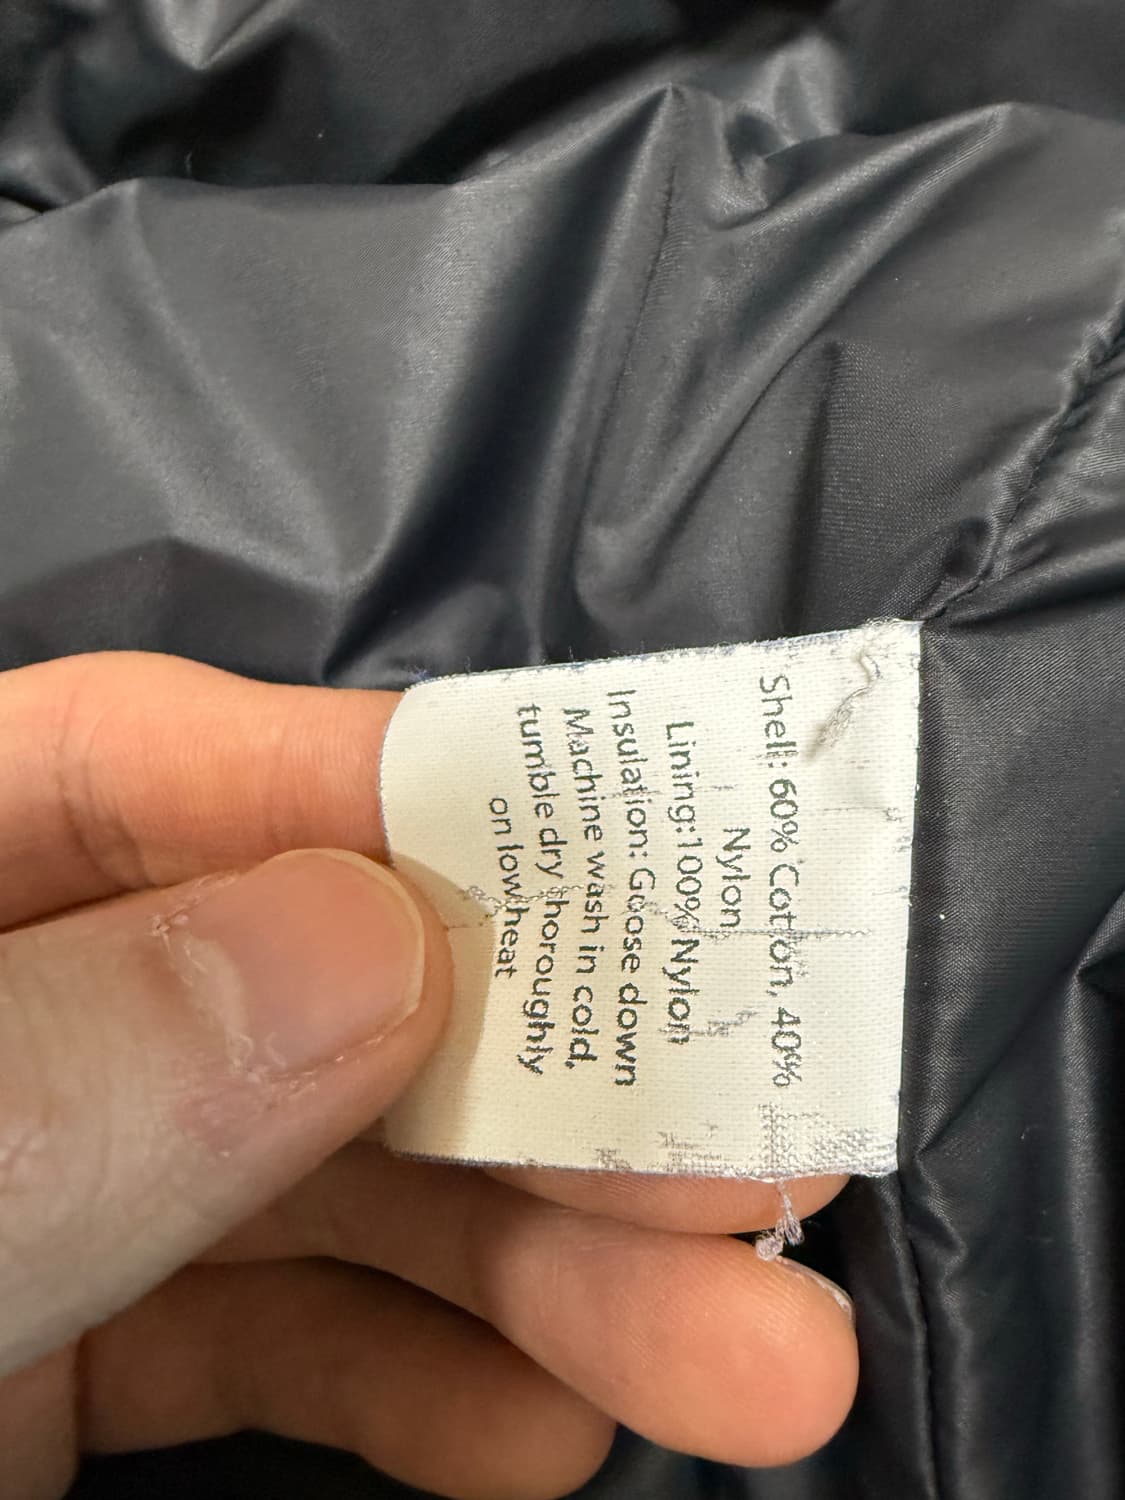 Shell: 60% Cotton, 40%
Nylon
Lining:100% Nylon
Insulation: Goose down
Machine wash in cold,
tumble dry thoroughly
on low heat